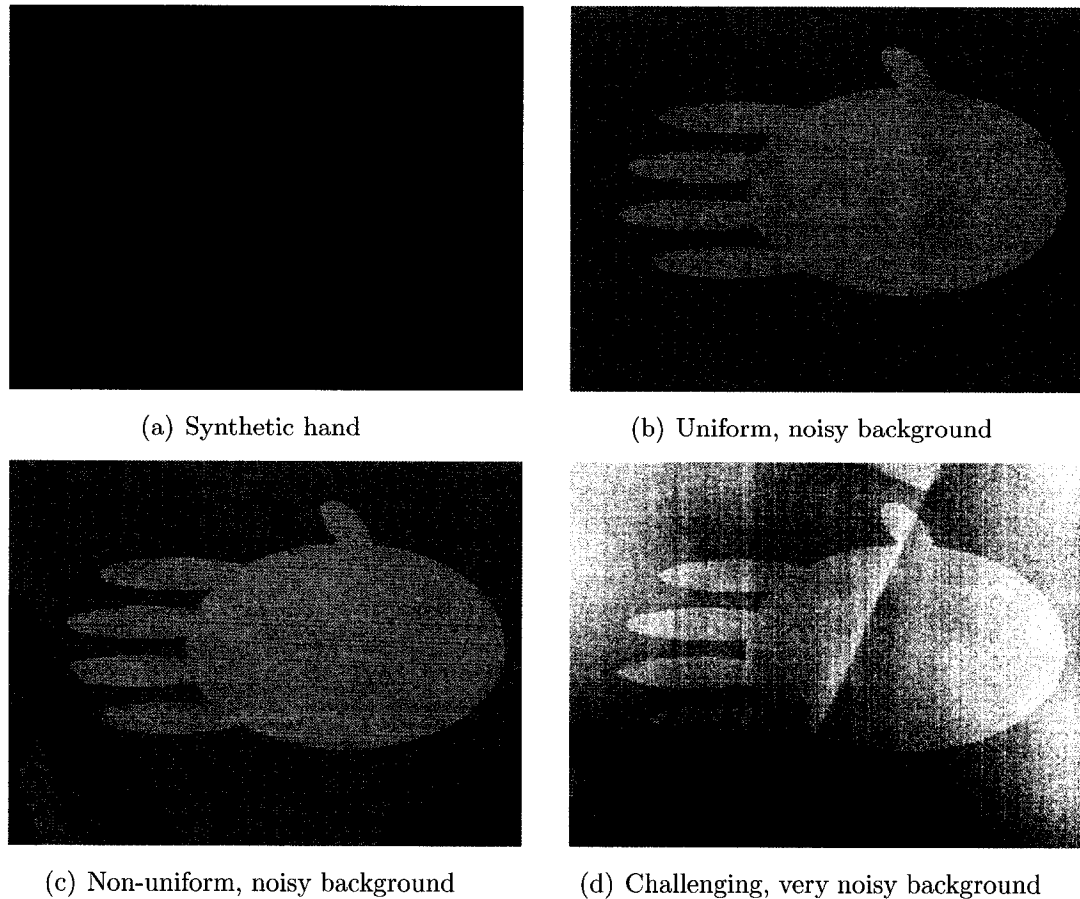 (a) Synthetic hand
(b) Uniform, noisy background
(c) Non-uniform, noisy background
(d) Challenging, very noisy background